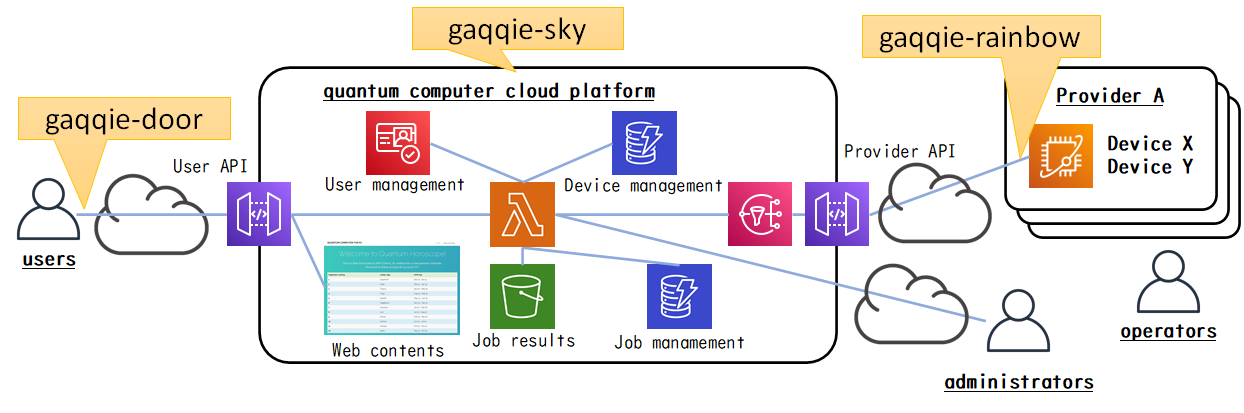 gaqqie-sky
gaqqie-rainbow
gaqqie-door
quantum computer cloud platform
Provider A
Device X
Device Y
User API
Provider API
User management
Device management
Welcome to Quantum Horoscope!
users
Web contents
Job results
Job manamement
operators
administrators